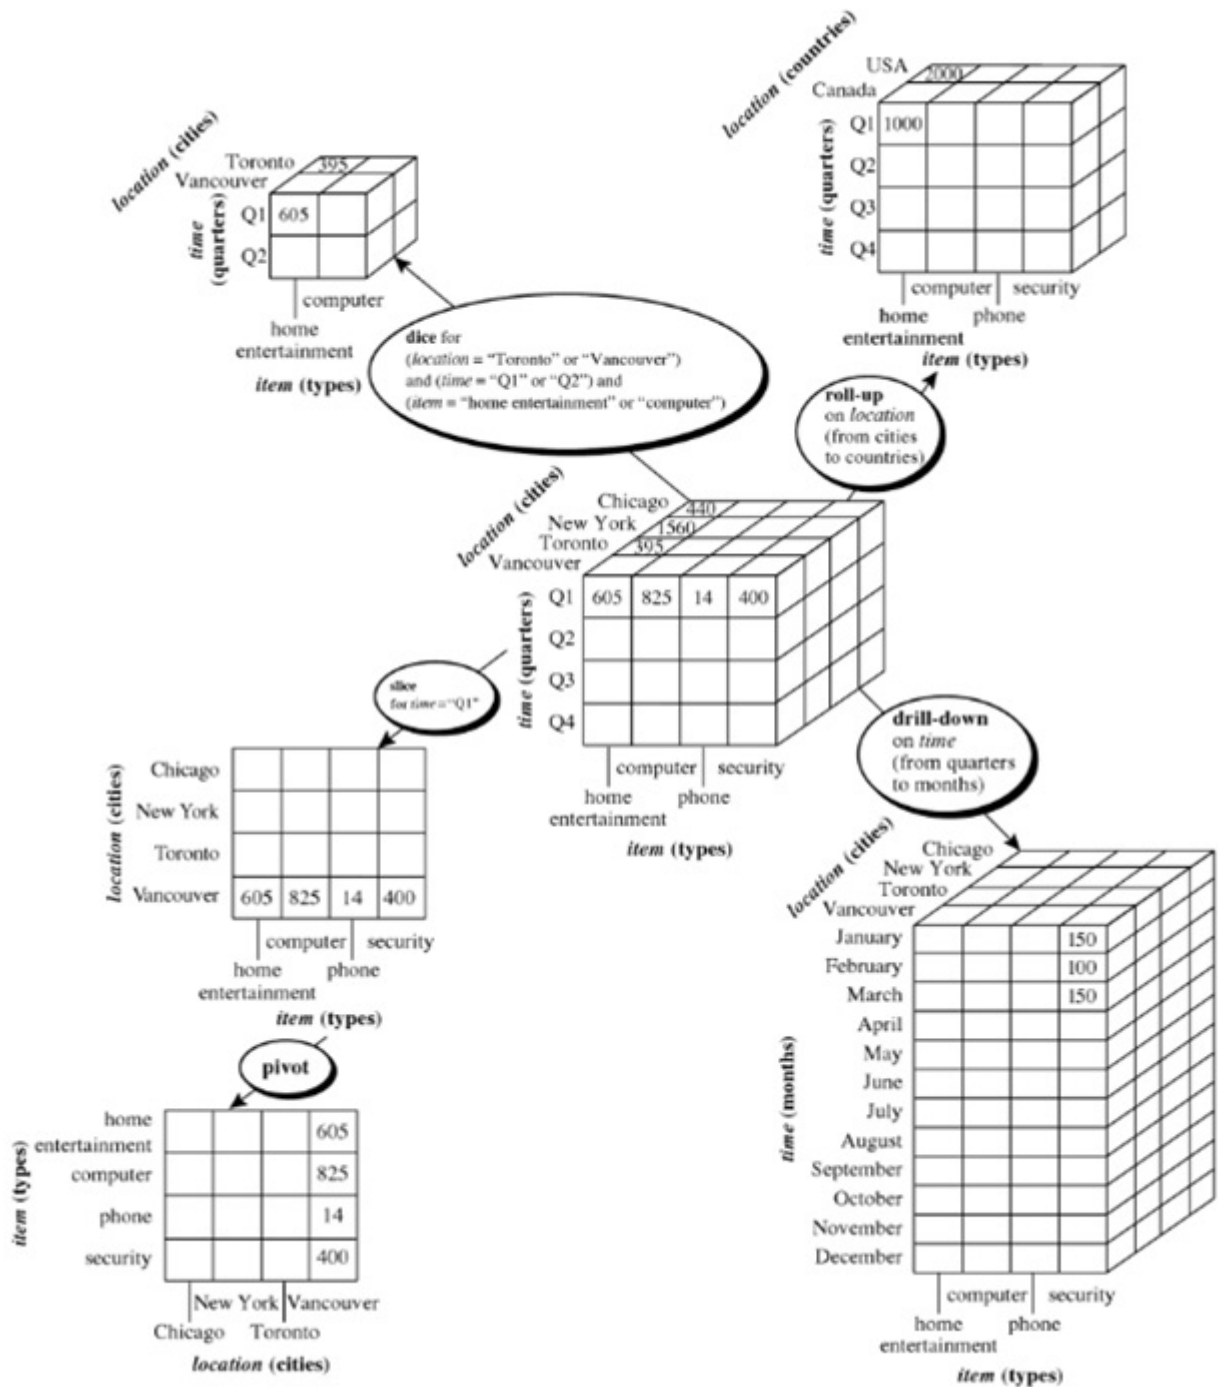 location (countries)
USA
2000
Canada
time (quarters)
Q1 1000
Q2
Q3
Q4
computer security
home entertainment
phone
item (types)
location (cities)
Toronto
395
Vancouver
time (quarters)
Q1 605
Q2
computer
home
entertainment
item (types)
dice for
(location = “Toronto” or “Vancouver”)
and (time = “Q1” or “Q2”) and
(item = “home entertainment” or “computer”)
roll-up
on location
(from cities
to countries)
location (cities)
Chicago 440
New York 1560
Toronto 395
Vancouver
time (quarters)
Q1 605 825 14 400
Q2
Q3
Q4
computer security
home phone
entertainment
item (types)
slice
for time = “Q1”
drill-down
on time
(from quarters
to months)
location (cities)
Chicago
New York
Toronto
Vancouver 605 825 14 400
computer security
home phone
entertainment
item (types)
pivot
item (types)
home
entertainment 605
computer 825
phone 14
security 400
New York Vancouver
Chicago Toronto
location (cities)
location (cities)
Chicago
New York
Toronto
Vancouver
time (months)
January 150
February 100
March 150
April
May
June
July
August
September
October
November
December
computer security
home phone
entertainment
item (types)